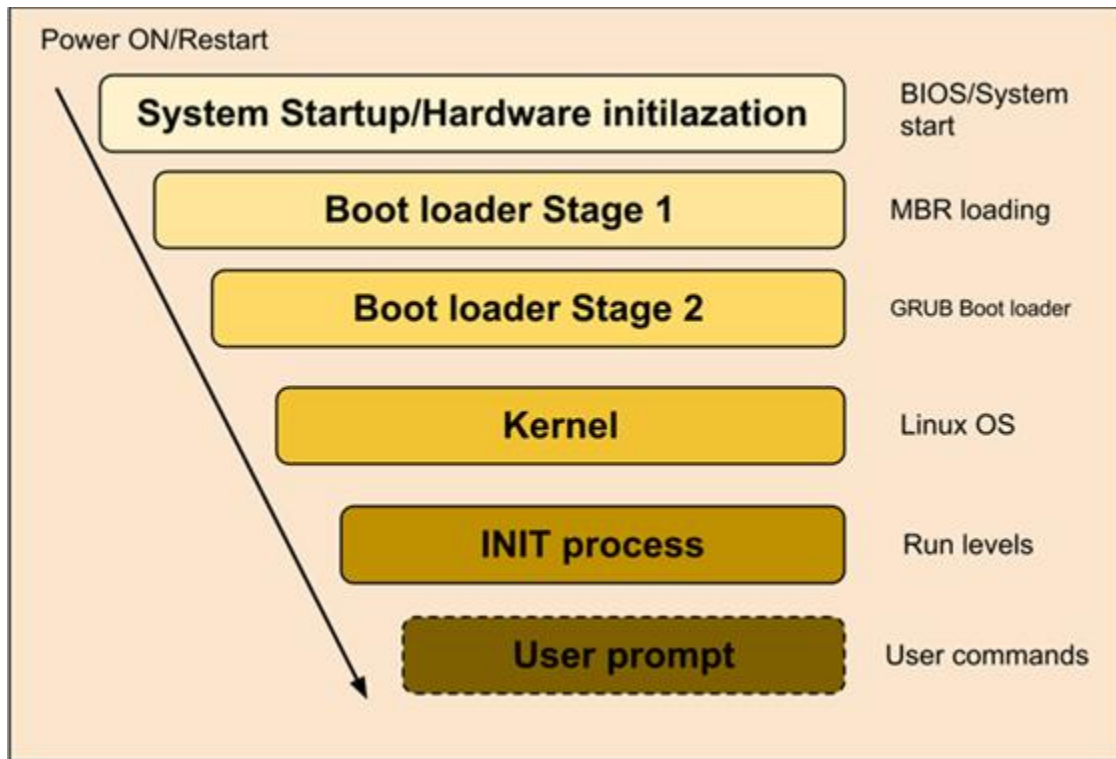 Power ON/Restart
System Startup/Hardware initilazation
BIOS/System
start
Boot loader Stage 1
MBR loading
Boot loader Stage 2
GRUB Boot loader
Kernel
Linux OS
INIT process
Run levels
User prompt
User commands